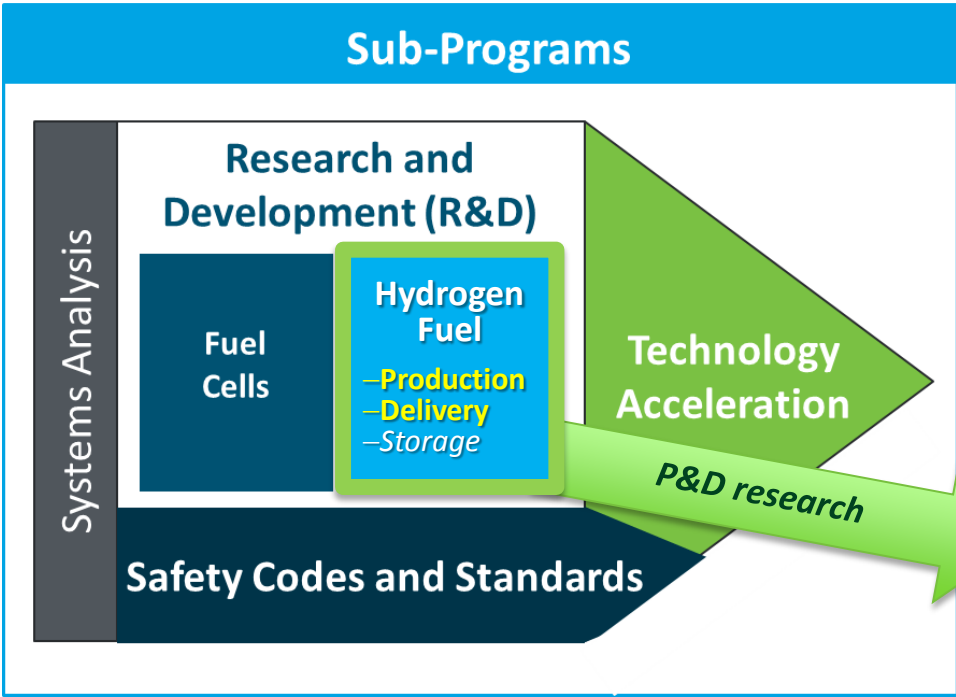 Sub-Programs
Systems Analysis
Research and
Development (R&D)
Fuel
Cells
Hydrogen
Fuel
–Production
–Delivery
–Storage
Technology
Acceleration
P&D research
Safety Codes and Standards